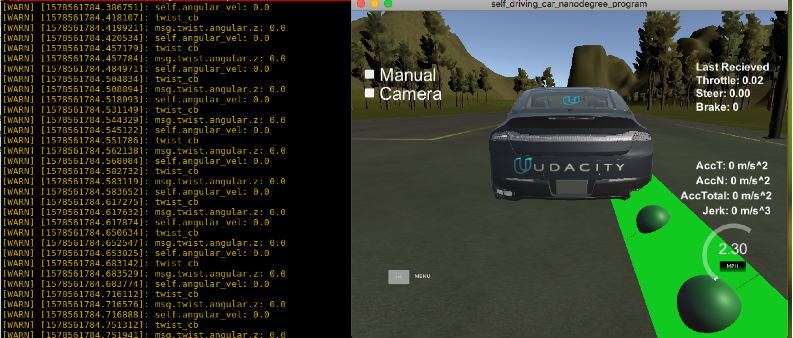 [WARN] [1578561784.386751]: self.angular_vel: 0.0
[WARN] [1578561784.418107]: twist_cb
[WARN] [1578561784.419921]: msg.twist.angular.z: 0.0
[WARN] [1578561784.420534]: self.angular_vel: 0.0
[WARN] [1578561784.457179]: twist_cb
[WARN] [1578561784.457784]: msg.twist.angular.z: 0.0
[WARN] [1578561784.484971]: self.angular_vel: 0.0
[WARN] [1578561784.504834]: twist_cb
[WARN] [1578561784.508094]: msg.twist.angular.z: 0.0
[WARN] [1578561784.518093]: self.angular_vel: 0.0
[WARN] [1578561784.531149]: twist_cb
[WARN] [1578561784.544329]: msg.twist.angular.z: 0.0
[WARN] [1578561784.545122]: self.angular_vel: 0.0
[WARN] [1578561784.551786]: twist_cb
[WARN] [1578561784.562138]: msg.twist.angular.z: 0.0
[WARN] [1578561784.568084]: self.angular_vel: 0.0
[WARN] [1578561784.582732]: twist_cb
[WARN] [1578561784.583119]: msg.twist.angular.z: 0.0
[WARN] [1578561784.583652]: self.angular_vel: 0.0
[WARN] [1578561784.617275]: twist_cb
[WARN] [1578561784.617632]: msg.twist.angular.z: 0.0
[WARN] [1578561784.617874]: self.angular_vel: 0.0
[WARN] [1578561784.650634]: twist_cb
[WARN] [1578561784.652547]: msg.twist.angular.z: 0.0
[WARN] [1578561784.653025]: self.angular_vel: 0.0
[WARN] [1578561784.683142]: twist_cb
[WARN] [1578561784.683529]: msg.twist.angular.z: 0.0
[WARN] [1578561784.683774]: self.angular_vel: 0.0
[WARN] [1578561784.716112]: twist_cb
[WARN] [1578561784.716576]: msg.twist.angular.z: 0.0
[WARN] [1578561784.716888]: self.angular_vel: 0.0
[WARN] [1578561784.751312]: twist_cb
[WARN] [1578561784.751941]: msg.twist.angular.z: 0.0
self_driving_car_nanodegree_program
Manual
Camera
Last Recieved
Throttle: 0.02
Steer: 0.00
Brake: 0
UDACITY
AccT: 0 m/s^2
AccN: 0 m/s^2
AccTotal: 0 m/s^2
Jerk: 0 m/s^3
2.30
MPH
MENU